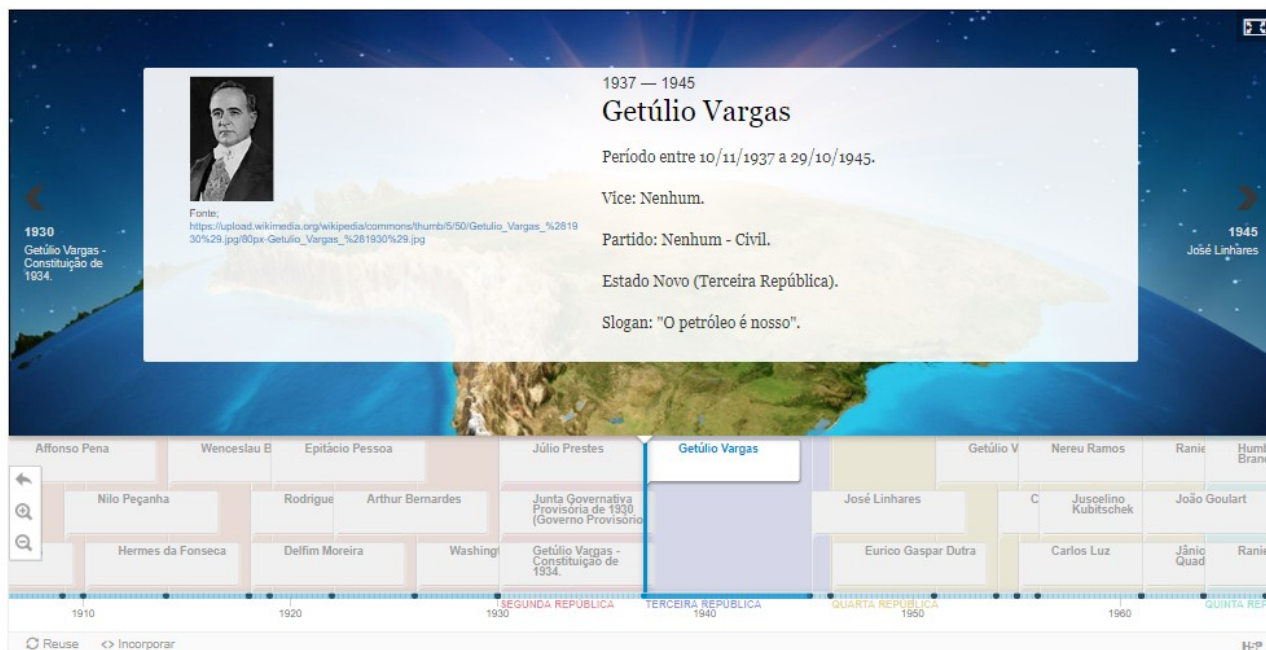 1937 — 1945
Getúlio Vargas
Período entre 10/11/1937 a 29/10/1945.
Vice: Nenhum.
Partido: Nenhum - Civil.
Estado Novo (Terceira República).
Slogan: "O petróleo é nosso".
Fonte;
https://upload.wikimedia.org/wikipedia/commons/thumb/5/50/Getulio_Vargas_%2819
30%29.jpg/80px-Getulio_Vargas_%281930%29.jpg
1930
Getúlio Vargas -
Constituição de
1934.
1945
José Linhares
Affonso Pena
Wenceslau B
Epitácio Pessoa
Júlio Prestes
Getúlio Vargas
Getúlio V
Nereu Ramos
Ranie
Humb
Branc
Nilo Peçanha
Rodrigue
Arthur Bernardes
Junta Governativa
Provisória de 1930
(Governo Provisório
José Linhares
C
Juscelino
Kubitschek
João Goulart
Hermes da Fonseca
Delfim Moreira
Washingt
Getúlio Vargas -
Constituição de
1934.
Eurico Gaspar Dutra
Carlos Luz
Jânic
Quad
Ranie
SEGUNDA REPÚBLICA
TERCEIRA REPÚBLICA
QUARTA REPÚBLICA
QUINTA REP
1910
1920
1930
1940
1950
1960
Reuse
<> Incorporar
H5P